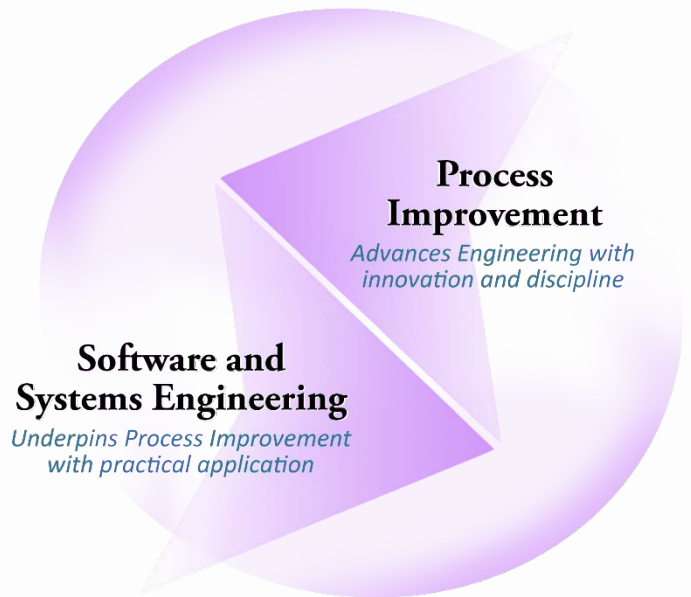 Process
Improvement
Advances Engineering with
innovation and discipline
Software and
Systems Engineering
Underpins Process Improvement
with practical application